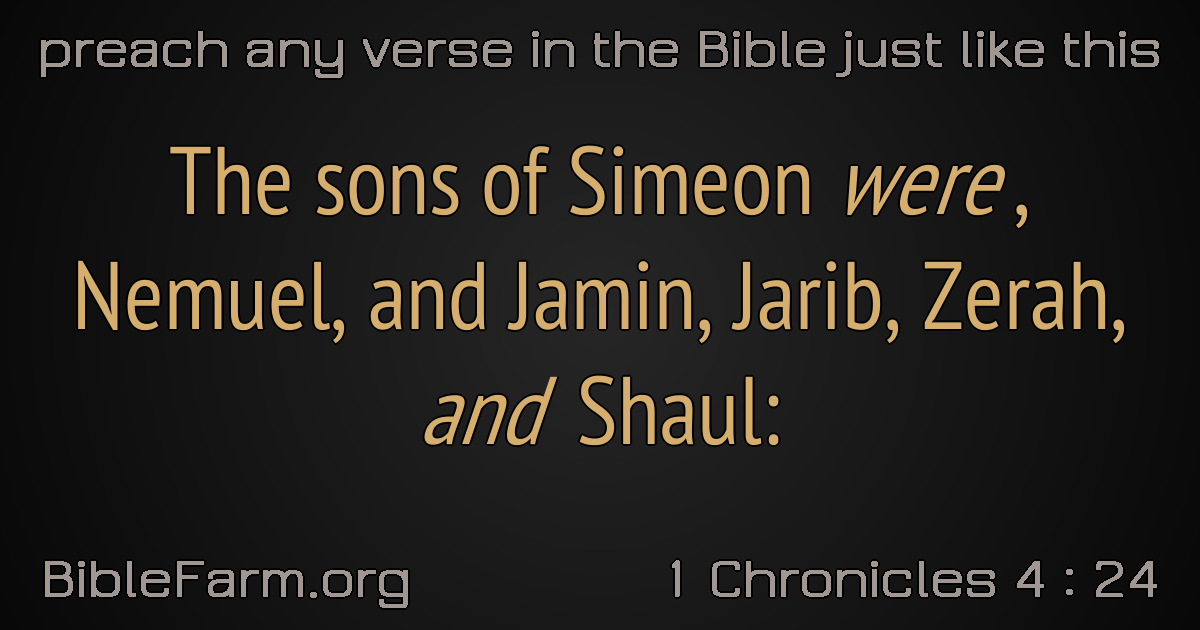 preach any verse in the Bible just like this
The sons of Simeon were ,
Nemuel, and Jamin, Jarib, Zerah,
and Shaul:
BibleFarm.org
1 Chronicles 4 : 24